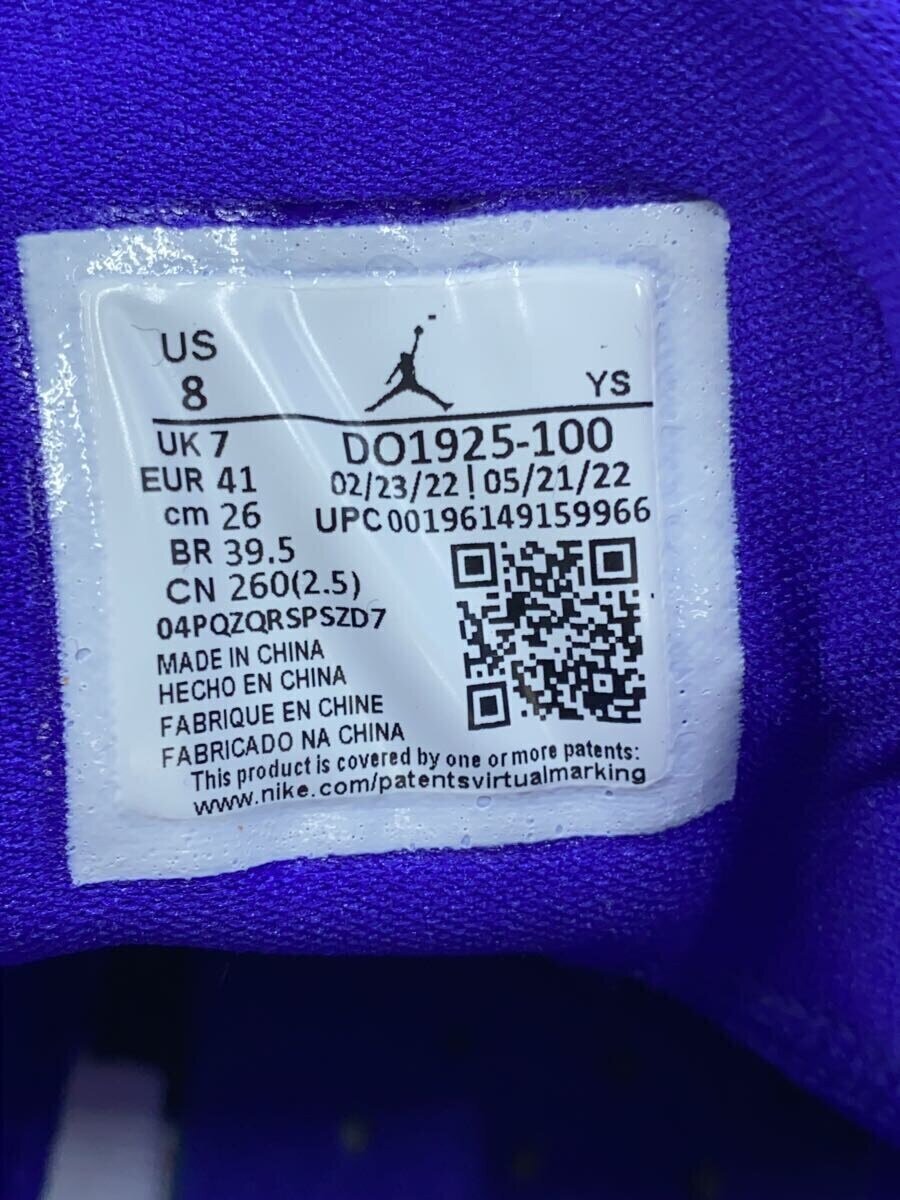 US
8
YS
UK 7
DO1925-100
EUR 41
02/23/22 | 05/21/22
cm 26
UPC 00196149159966
BR 39.5
CN 260(2.5)
04PQZQRSPSZD7
MADE IN CHINA
HECHO EN CHINA
FABRIQUE EN CHINE
FABRICADO NA CHINA
This product is covered by one or more patents:
www.nike.com/patentsvirtualmarking